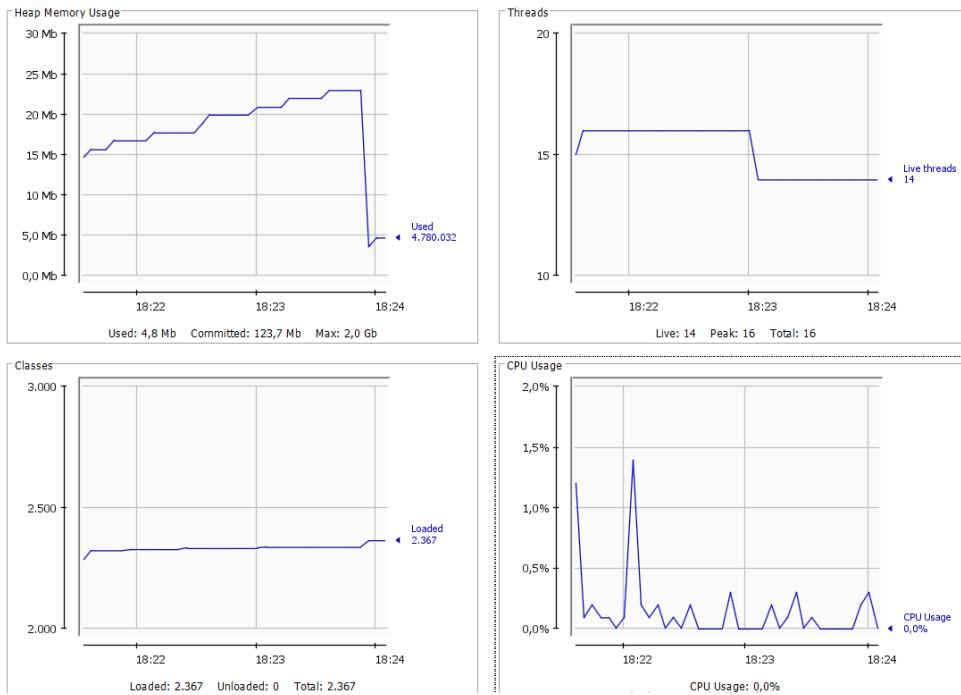 Heap Memory Usage
30 Mb
25 Mb
20 Mb
15 Mb
10 Mb
5,0 Mb
0,0 Mb
Used
4.780.032
18:22
18:23
18:24
Used: 4,8 Mb Committed: 123,7 Mb Max: 2,0 Gb
Threads
20
15
10
Live threads
14
18:22
18:23
18:24
Live: 14 Peak: 16 Total: 16
Classes
3.000
2.500
2.000
Loaded
2.367
18:22
18:23
18:24
Loaded: 2.367 Unloaded: 0 Total: 2.367
CPU Usage
2,0%
1,5%
1,0%
0,5%
0,0%
CPU Usage
0,0%
18:22
18:23
18:24
CPU Usage: 0,0%